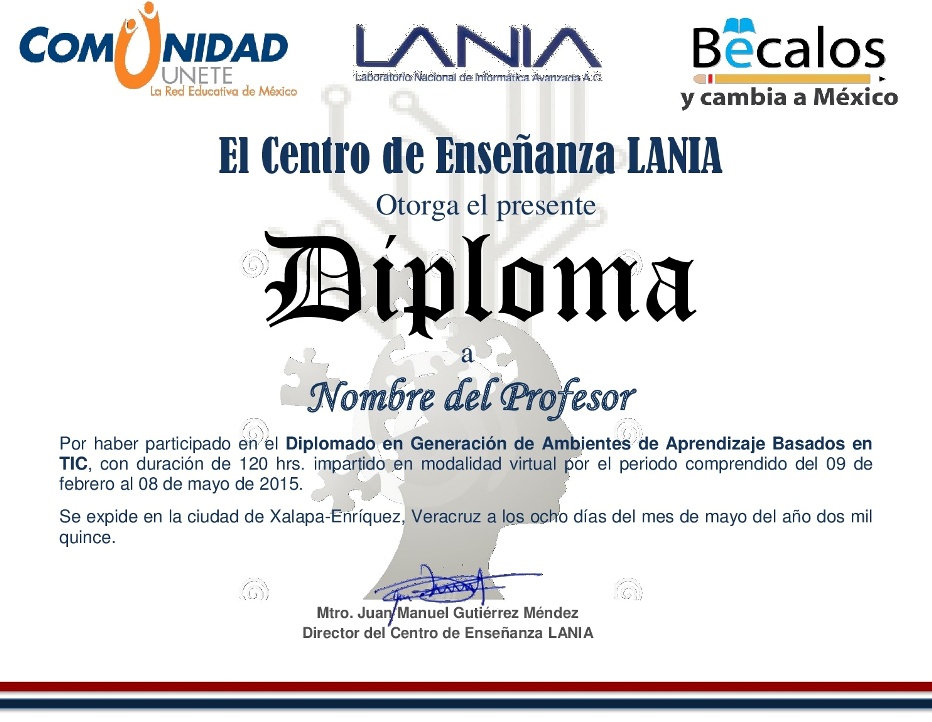 COMUNIDAD
UNETE
La Red Educativa de México
LANIA
Laboratorio Nacional de Informática Avanzada A.C.
Bécalos
y cambia a México
El Centro de Enseñanza LANIA
Otorga el presente
Diploma
a
Nombre del Profesor
Por haber participado en el Diplomado en Generación de Ambientes de Aprendizaje Basados en
TIC, con duración de 120 hrs. impartido en modalidad virtual por el periodo comprendido del 09 de
febrero al 08 de mayo de 2015.
Se expide en la ciudad de Xalapa-Enríquez, Veracruz a los ocho días del mes de mayo del año dos mil
quince.
Mtro. Juan Manuel Gutiérrez Méndez
Director del Centro de Enseñanza LANIA